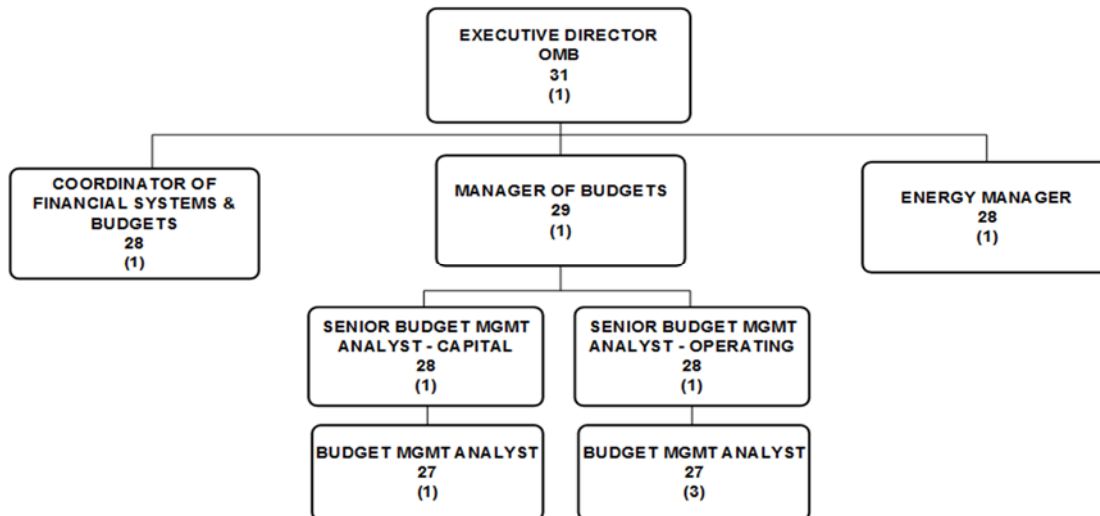 EXECUTIVE DIRECTOR
OMB
31
(1)
COORDINATOR OF
FINANCIAL SYSTEMS &
BUDGETS
28
(1)
MANAGER OF BUDGETS
29
(1)
ENERGY MANAGER
28
(1)
SENIOR BUDGET MGMT
ANALYST - CAPITAL
28
(1)
SENIOR BUDGET MGMT
ANALYST - OPERATING
28
(1)
BUDGET MGMT ANALYST
27
(1)
BUDGET MGMT ANALYST
27
(3)